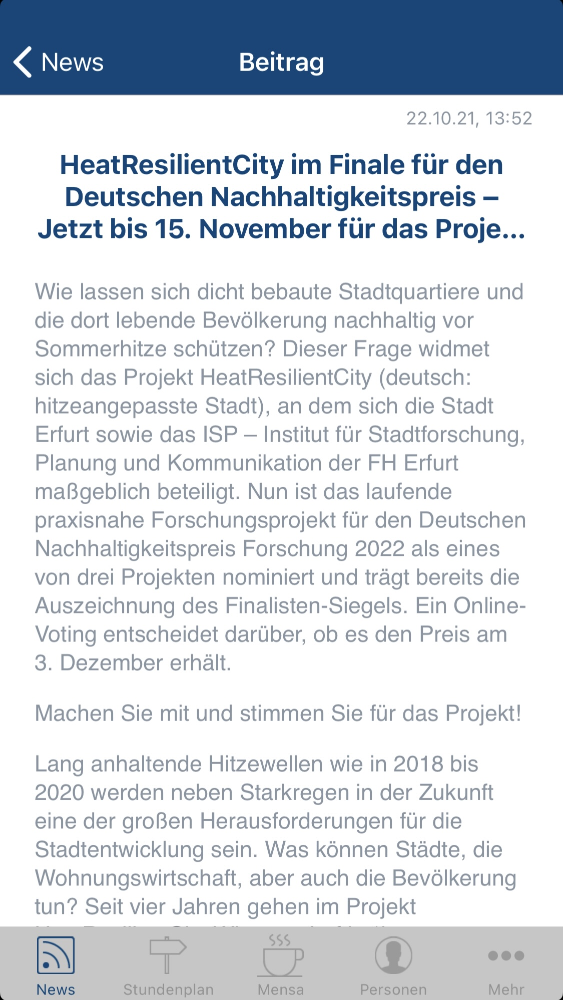 News
Beitrag
22.10.21, 13:52
HeatResilientCity im Finale für den
Deutschen Nachhaltigkeitspreis –
Jetzt bis 15. November für das Proje...
Wie lassen sich dicht bebaute Stadtquartiere und
die dort lebende Bevölkerung nachhaltig vor
Sommerhitze schützen? Dieser Frage widmet
sich das Projekt HeatResilientCity (deutsch:
hitzeangepasste Stadt), an dem sich die Stadt
Erfurt sowie das ISP – Institut für Stadtforschung,
Planung und Kommunikation der FH Erfurt
maßgeblich beteiligt. Nun ist das laufende
praxisnahe Forschungsprojekt für den Deutschen
Nachhaltigkeitspreis Forschung 2022 als eines
von drei Projekten nominiert und trägt bereits die
Auszeichnung des Finalisten-Siegels. Ein Online-
Voting entscheidet darüber, ob es den Preis am
3. Dezember erhält.
Machen Sie mit und stimmen Sie für das Projekt!
Lang anhaltende Hitzewellen wie in 2018 bis
2020 werden neben Starkregen in der Zukunft
eine der großen Herausforderungen für die
Stadtentwicklung sein. Was können Städte, die
Wohnungswirtschaft, aber auch die Bevölkerung
tun? Seit vier Jahren gehen im Projekt
News
Stundenplan
Mensa
Personen
Mehr